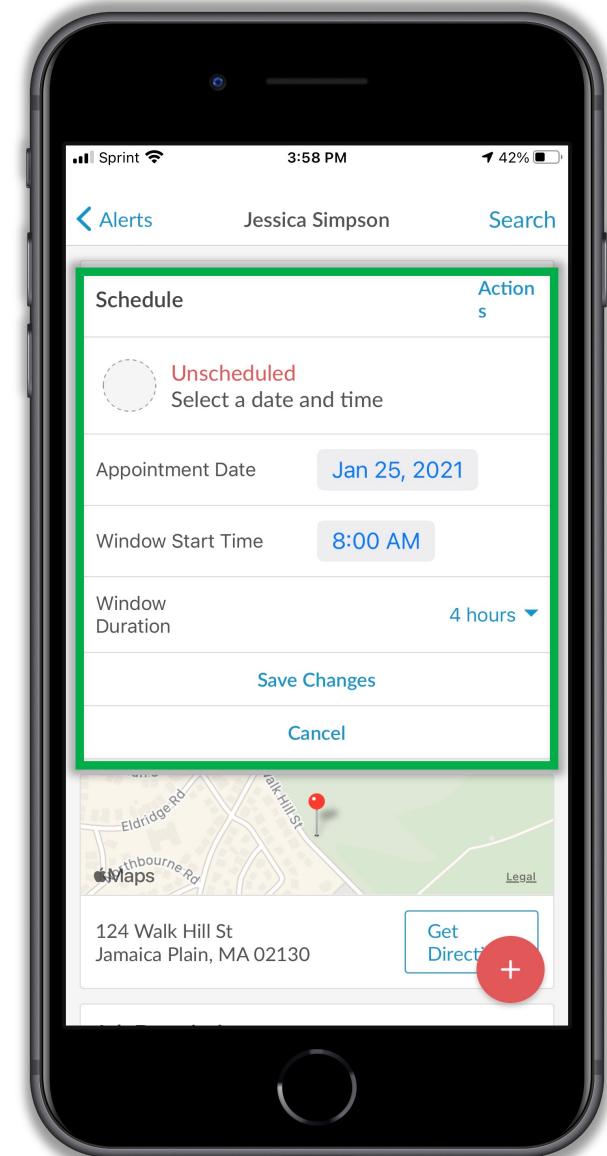 Sprint 3:58 PM 42%
Alerts Jessica Simpson Search
Schedule Action
s
Unscheduled
Select a date and time
Appointment Date Jan 25, 2021
Window Start Time 8:00 AM
Window
Duration 4 hours
Save Changes
Cancel
Eldridge Rd
Walk Hill St
Maps Legal
124 Walk Hill St
Jamaica Plain, MA 02130
Get
+